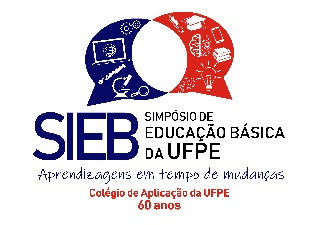 SIEB
SIMPÓSIO DE
EDUCAÇÃO BÁSICA
DA UFPE
Aprendizagens em tempo de mudanças
Colégio de Aplicação da UFPE
60 anos